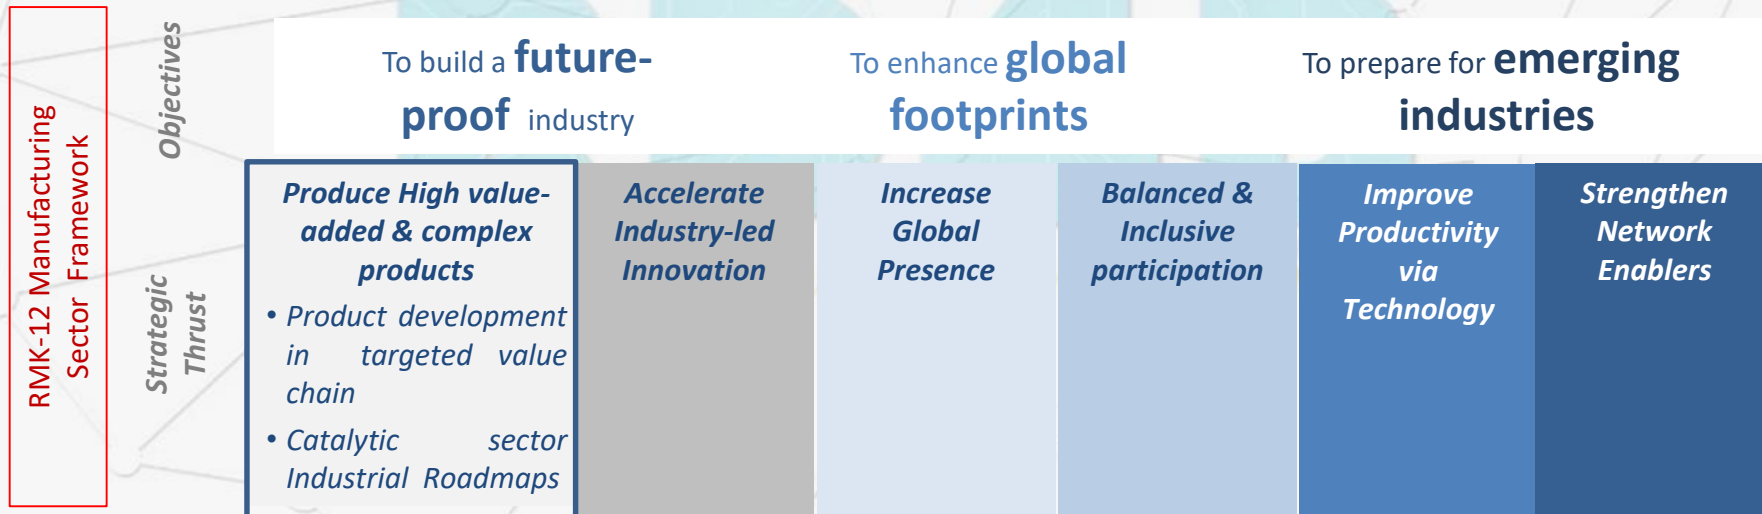 RMK-12 Manufacturing
Sector Framework
Objectives
To build a future-
proof industry
To enhance global
footprints
To prepare for emerging
industries
Strategic
Thrust
Produce High value-
added & complex
products
• Product development
in targeted value
chain
• Catalytic sector
Industrial Roadmaps
Accelerate
Industry-led
Innovation
Increase
Global
Presence
Balanced &
Inclusive
participation
Improve
Productivity
via
Technology
Strengthen
Network
Enablers